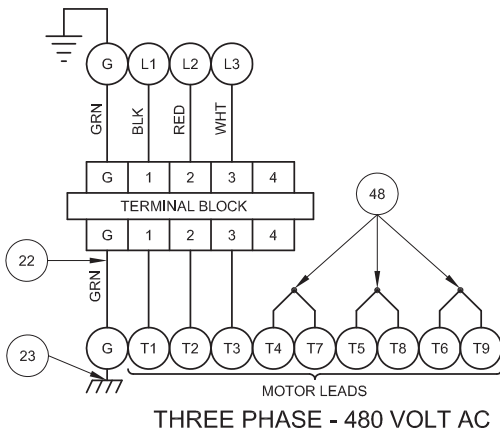 G L1 L2 L3
GRN BLK RED WHT
G 1 2 3 4
TERMINAL BLOCK
G 1 2 3 4
48
22
GRN
23
G T1 T2 T3 T4 T7 T5 T8 T6 T9
MOTOR LEADS
THREE PHASE - 480 VOLT AC